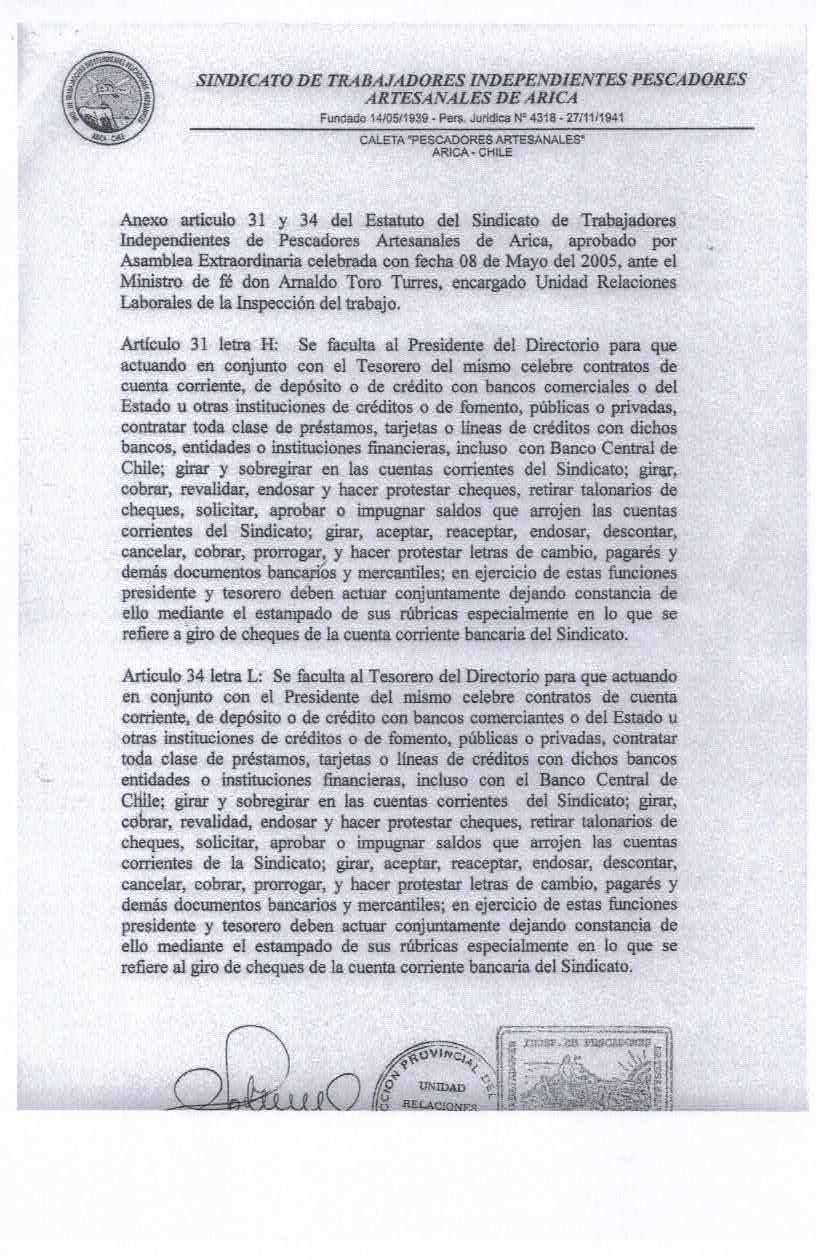 SINDICATO DE TRABAJADORES INDEPENDIENTES PESCADORES
ARTESANALES DE ARICA
Fundado 14/05/1939 - Pers. Juridica N° 4318 - 27/11/1941
CALETA "PESCADORES ARTESANALES"
ARICA - CHILE
ARICA - CHILE
Anexo articulo 31 y 34 del Estatuto del Sindicato de Trabajadores
Independientes de Pescadores Artesanales de Arica, aprobado por
Asamblea Extraordinaria celebrada con fecha 08 de Mayo del 2005, ante el
Ministro de fé don Arnaldo Toro Turres, encargado Unidad Relaciones
Laborales de la Inspección del trabajo.
Artículo 31 letra H: Se faculta al Presidente del Directorio para que
actuando en conjunto con el Tesorero del mismo celebre contratos de
cuenta corriente, de depósito o de crédito con bancos comerciales o del
Estado u otras instituciones de créditos o de fomento, públicas o privadas,
contratar toda clase de préstamos, tarjetas o líneas de créditos con dichos
bancos, entidades o instituciones financieras, incluso con Banco Central de
Chile; girar y sobregirar en las cuentas corrientes del Sindicato; girar,
cobrar, revalidar, endosar y hacer protestar cheques, retirar talonarios de
cheques, solicitar, aprobar o impugnar saldos que arrojen las cuentas
corrientes del Sindicato; girar, aceptar, reaceptar, endosar, descontar,
cancelar, cobrar, prorrogar, y hacer protestar letras de cambio, pagarés y
demás documentos bancarios y mercantiles; en ejercicio de estas funciones
presidente y tesorero deben actuar conjuntamente dejando constancia de
ello mediante el estampado de sus rúbricas especialmente en lo que se
refiere a giro de cheques de la cuenta corriente bancaria del Sindicato.
Articulo 34 letra L: Se faculta al Tesorero del Directorio para que actuando
en conjunto con el Presidente del mismo celebre contratos de cuenta
corriente, de depósito o de crédito con bancos comerciantes o del Estado u
otras instituciones de créditos o de fomento, públicas o privadas, contratar
toda clase de préstamos, tarjetas o líneas de créditos con dichos bancos
entidades o instituciones financieras, incluso con el Banco Central de
Chile; girar y sobregirar en las cuentas corrientes del Sindicato; girar,
cobrar, revalidad, endosar y hacer protestar cheques, retirar talonarios de
cheques, solicitar, aprobar o impugnar saldos que arrojen las cuentas
corrientes de la Sindicato; girar, aceptar, reaceptar, endosar, descontar,
cancelar, cobrar, prorrogar, y hacer protestar letras de cambio, pagarés y
demás documentos bancarios y mercantiles; en ejercicio de estas funciones
presidente y tesorero deben actuar conjuntamente dejando constancia de
ello mediante el estampado de sus rúbricas especialmente en lo que se
refiere al giro de cheques de la cuenta corriente bancaria del Sindicato.
CCION PROVINCIAL DEL
UNIDAD
RELACIONES
PESCADORES